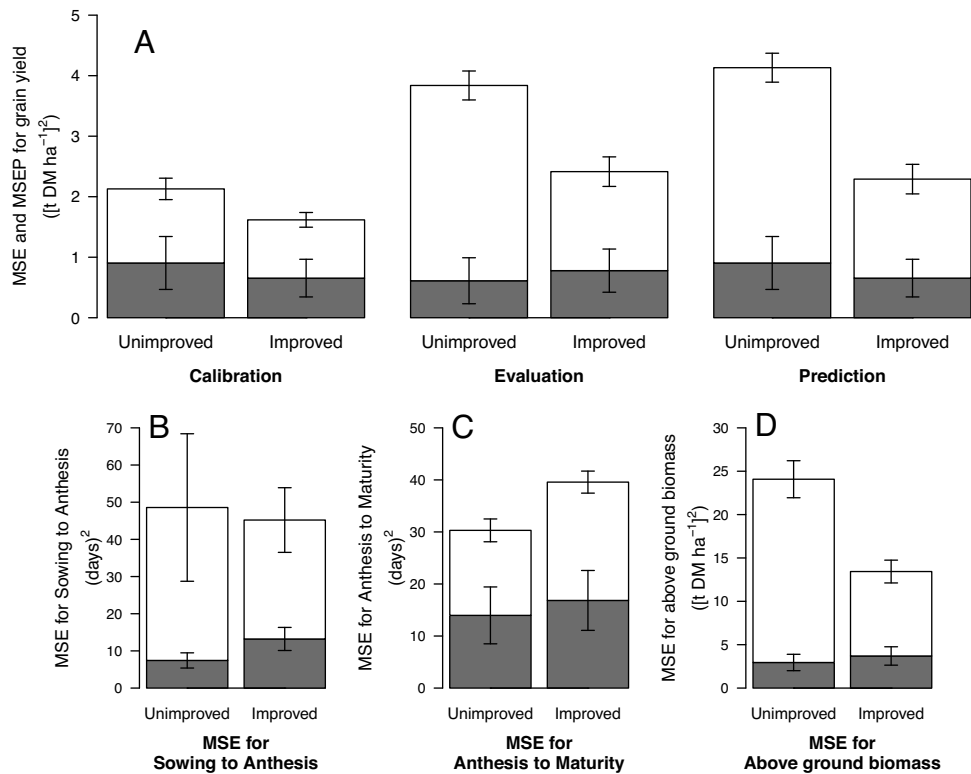 A
MSE and MSEP for grain yield
([t DM ha⁻¹]²)
5
4
3
2
1
0
Unimproved Improved Unimproved Improved Unimproved Improved
Calibration Evaluation Prediction
B
MSE for Sowing to Anthesis
(days)²
70
60
50
40
30
20
10
0
Unimproved Improved
MSE for
Sowing to Anthesis
C
MSE for Anthesis to Maturity
(days)²
50
40
30
20
10
0
Unimproved Improved
MSE for
Anthesis to Maturity
D
MSE for above ground biomass
([t DM ha⁻¹]²)
30
25
20
15
10
5
0
Unimproved Improved
MSE for
Above ground biomass